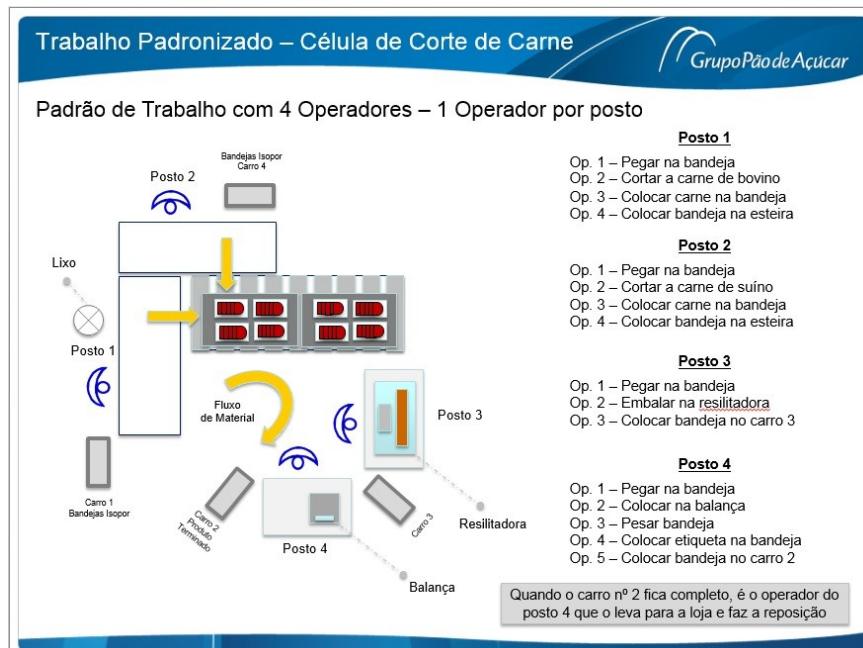 Trabalho Padronizado – Célula de Corte de Carne
GrupoPãodeAçúcar
Padrão de Trabalho com 4 Operadores – 1 Operador por posto
Bandejas Isopor
Carro 4
Posto 2
Lixo
Posto 1
Fluxo
de Material
Posto 3
Carro 1
Bandejas Isopor
Carro 2
Produto
Terminado
Posto 4
Carro 3
Resilitadora
Balança
Posto 1
Op. 1 – Pegar na bandeja
Op. 2 – Cortar a carne de bovino
Op. 3 – Colocar carne na bandeja
Op. 4 – Colocar bandeja na esteira
Posto 2
Op. 1 – Pegar na bandeja
Op. 2 – Cortar a carne de suíno
Op. 3 – Colocar carne na bandeja
Op. 4 – Colocar bandeja na esteira
Posto 3
Op. 1 – Pegar na bandeja
Op. 2 – Embalar na resilitadora
Op. 3 – Colocar bandeja no carro 3
Posto 4
Op. 1 – Pegar na bandeja
Op. 2 – Colocar na balança
Op. 3 – Pesar bandeja
Op. 4 – Colocar etiqueta na bandeja
Op. 5 – Colocar bandeja no carro 2
Quando o carro nº 2 fica completo, é o operador do
posto 4 que o leva para a loja e faz a reposição